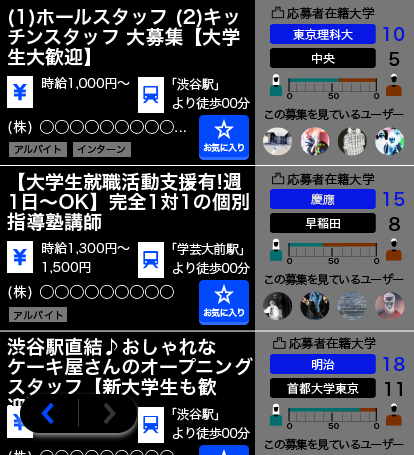 (1)ホールスタッフ (2)キッ
チンスタッフ 大募集【大学
生大歓迎】
¥
時給1,000円〜
「渋谷駅」
より徒歩00分
(株) ○○○○○○○○○...
アルバイト
インターン
お気に入り
応募者在籍大学
東京理科大 10
中央 5
0 50 0
この募集を見ているユーザー
【大学生就職活動支援有!週
1日〜OK】完全1対1の個別
指導塾講師
¥
時給1,300円〜
1,500円
「学芸大前駅」
より徒歩00分
(株) ○○○○○○○○○
アルバイト
お気に入り
応募者在籍大学
慶應 15
早稲田 8
0 50 0
この募集を見ているユーザー
渋谷駅直結♪おしゃれな
ケーキ屋さんのオープニング
スタッフ【新大学生も歓
「渋谷駅」
より徒歩00分
応募者在籍大学
明治 18
首都大学東京 11
0 50 0
この募集を見ているユーザー